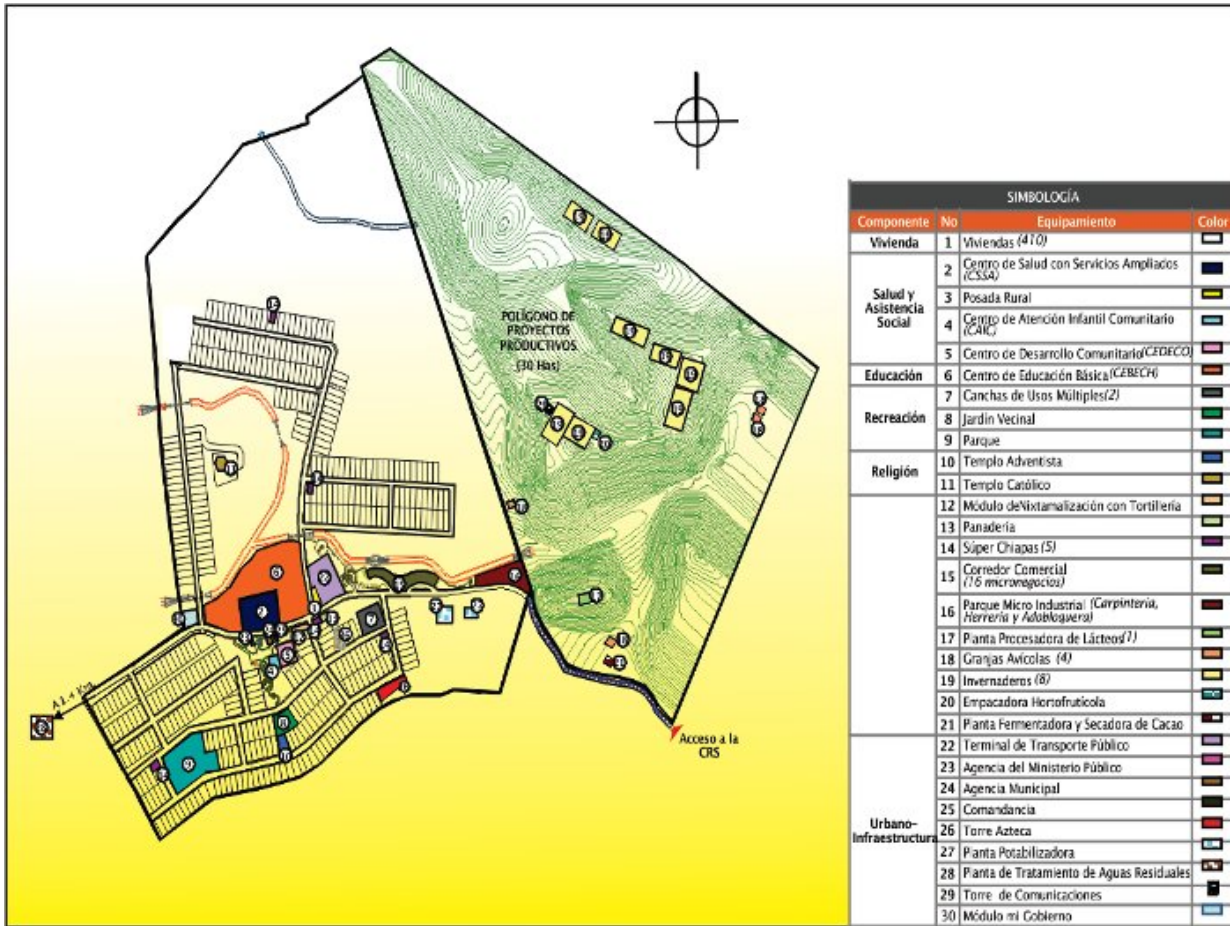 POLÍGONO DE
PROYECTOS
PRODUCTIVOS
(30 Has)
Acceso a la
CRS
SIMBOLOGÍA
Componente No Equipamiento Color
Vivienda 1 Viviendas (410)
Salud y Asistencia Social
2 Centro de Salud con Servicios Ampliados
(CSSA)
3 Posada Rural
4 Centro de Atención Infantil Comunitario
(CAIC)
5 Centro de Desarrollo Comunitario(CEDECO)
Educación 6 Centro de Educación Básica(CEBECH)
Recreación
7 Canchas de Usos Múltiples(2)
8 Jardín Vecinal
9 Parque
Religión
10 Templo Adventista
11 Templo Católico
12 Módulo deNixtamalización con Tortillería
13 Panadería
14 Súper Chiapas (5)
15 Corredor Comercial
(16 micronegocios)
16 Parque Micro Industrial (Carpintería,
Herrería y Adobloquera)
17 Planta Procesadora de Lácteos(1)
18 Granjas Avícolas (4)
19 Invernaderos (8)
20 Empacadora Hortofrutícola
21 Planta Fermentadora y Secadora de Cacao
Urbano-
Infraestructura
22 Terminal de Transporte Público
23 Agencia del Ministerio Público
24 Agencia Municipal
25 Comandancia
26 Torre Azteca
27 Planta Potabilizadora
28 Planta de Tratamiento de Aguas Residuales
29 Torre de Comunicaciones
30 Módulo mi Gobierno